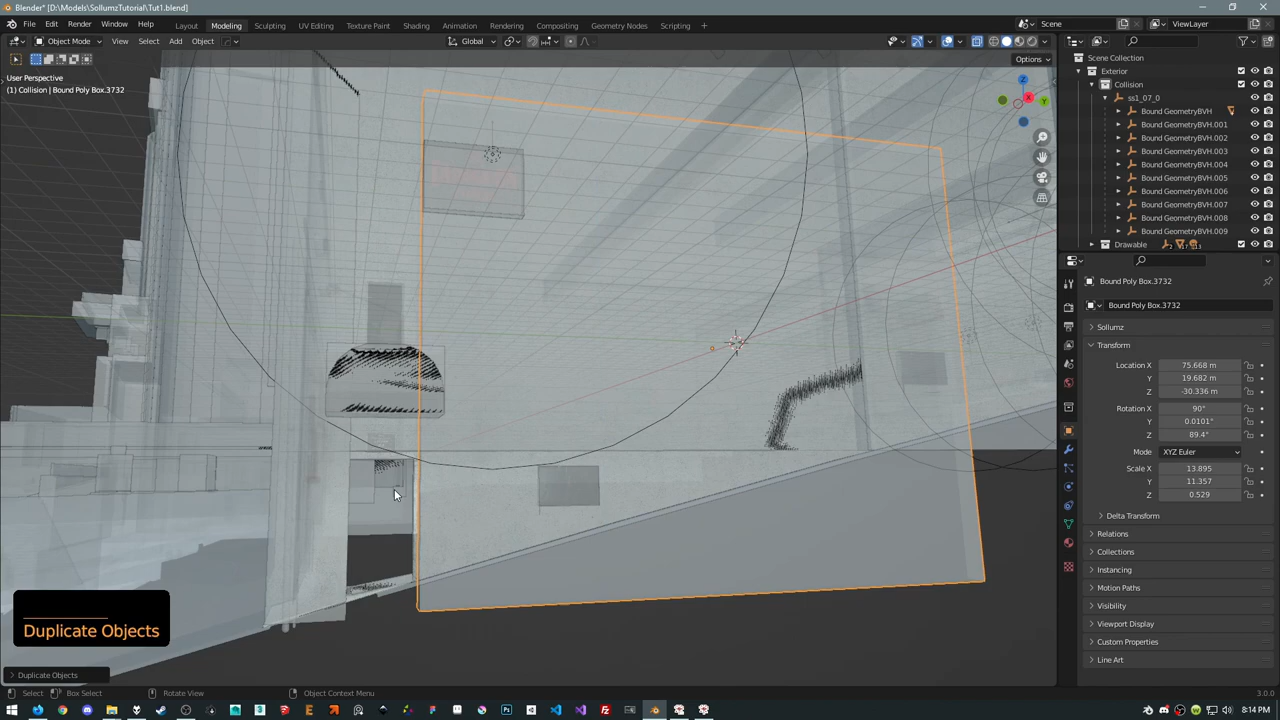 Blender* [D:\Models\SollumzTutorial\Tut1.blend]
File Edit Render Window Help Layout Modeling Sculpting UV Editing Texture Paint Shading Animation Rendering Compositing Geometry Nodes Scripting + Scene ViewLayer
Object Mode View Select Add Object Global
Options
User Perspective
(1) Collision | Bound Poly Box.3732
Z
X
Y
Scene Collection
Exterior
Collision
ss1_07_0
Bound GeometryBVH
Bound GeometryBVH.001
Bound GeometryBVH.002
Bound GeometryBVH.003
Bound GeometryBVH.004
Bound GeometryBVH.005
Bound GeometryBVH.006
Bound GeometryBVH.007
Bound GeometryBVH.008
Bound GeometryBVH.009
Drawable
Bound Poly Box.3732
Bound Poly Box.3732
Sollumz
Transform
Location X 75.668 m
Y 19.682 m
Z -30.336 m
Rotation X 90°
Y 0.0101°
Z 89.4°
Mode XYZ Euler
Scale X 13.895
Y 11.357
Z 0.529
Delta Transform
Relations
Collections
Instancing
Motion Paths
Visibility
Viewport Display
Custom Properties
Line Art
Duplicate Objects
Duplicate Objects
Select Box Select Rotate View Object Context Menu 3.0.0
8:14 PM